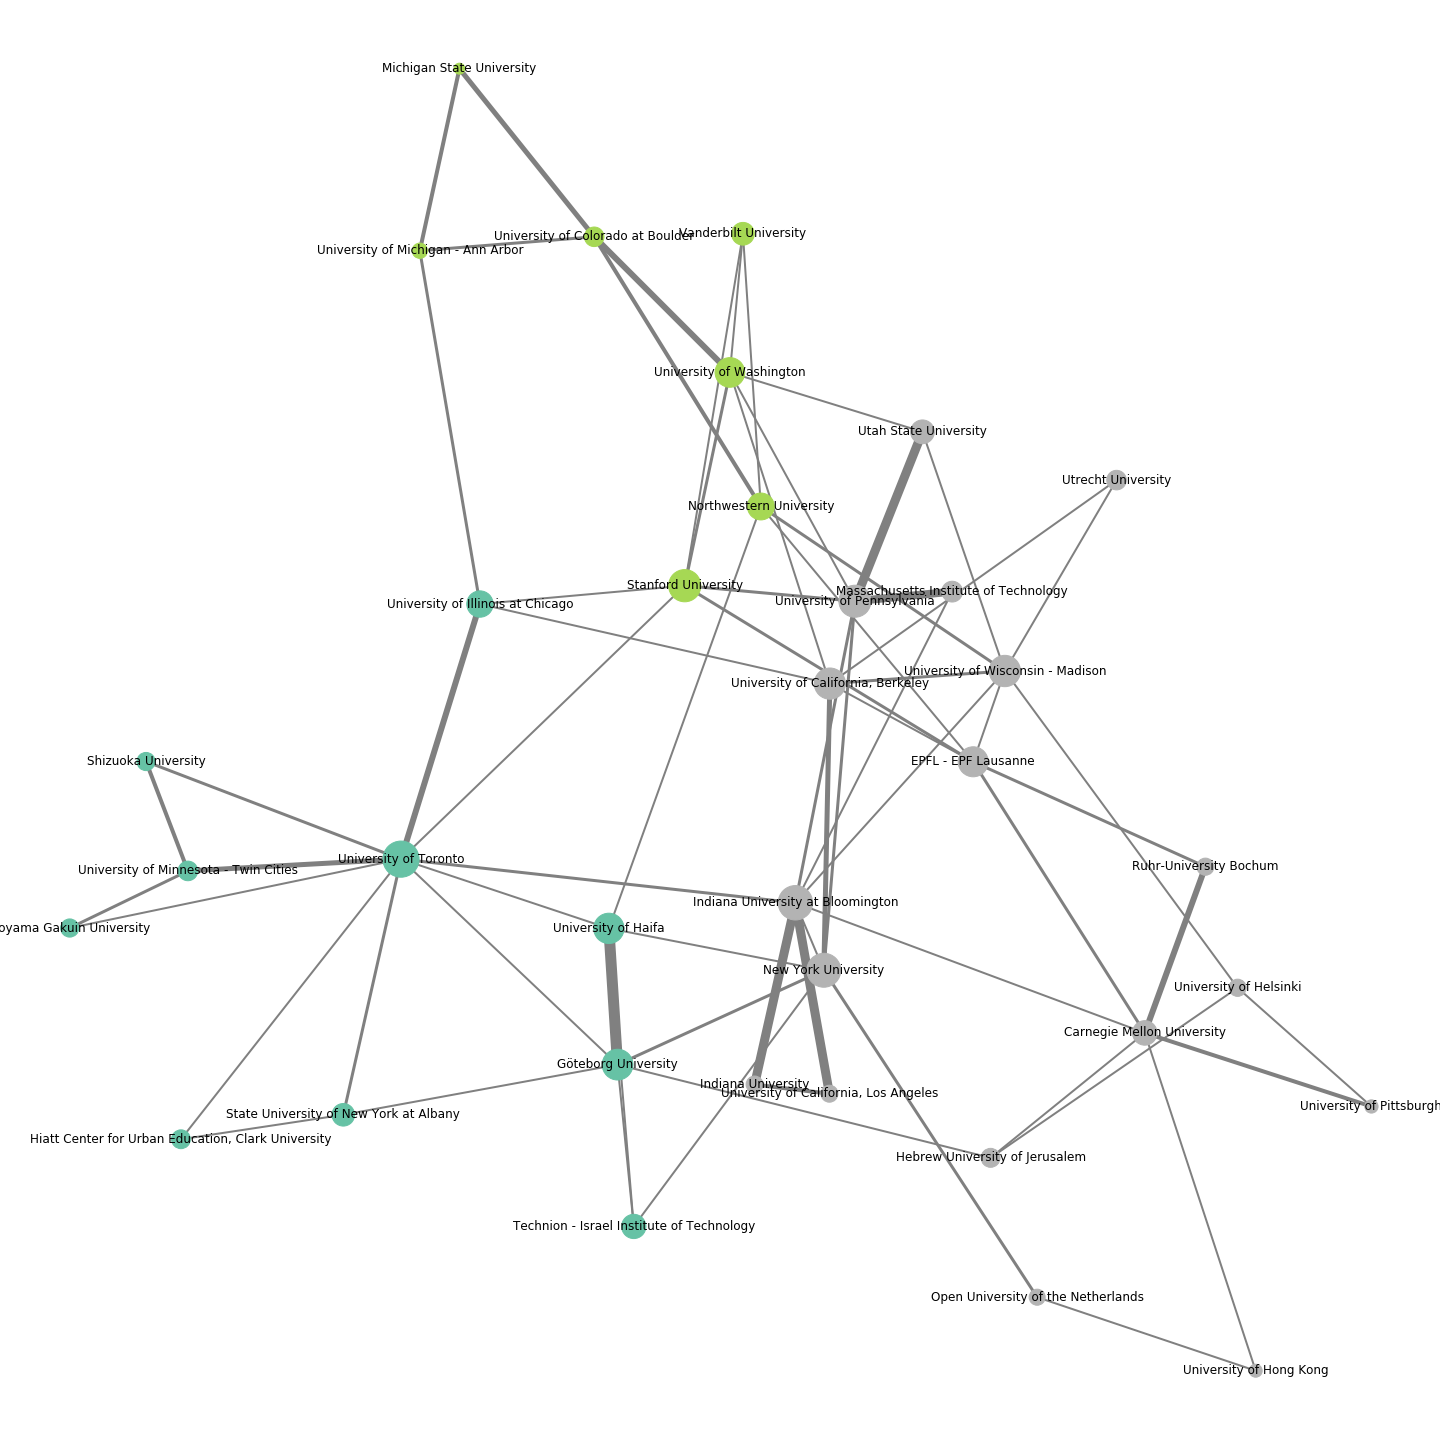 Michigan State University
University of Colorado at Boulder
Vanderbilt University
University of Michigan - Ann Arbor
University of Washington
Utah State University
Utrecht University
Northwestern University
Stanford University
Massachusetts Institute of Technology
University of Pennsylvania
University of Illinois at Chicago
University of Wisconsin - Madison
University of California, Berkeley
Shizuoka University
EPFL - EPF Lausanne
University of Toronto
Ruhr-University Bochum
University of Minnesota - Twin Cities
Indiana University at Bloomington
oyama Gakuin University
University of Haifa
New York University
University of Helsinki
Carnegie Mellon University
Göteborg University
Indiana University
University of California, Los Angeles
University of Pittsburgh
State University of New York at Albany
Hiatt Center for Urban Education, Clark University
Hebrew University of Jerusalem
Technion - Israel Institute of Technology
Open University of the Netherlands
University of Hong Kong